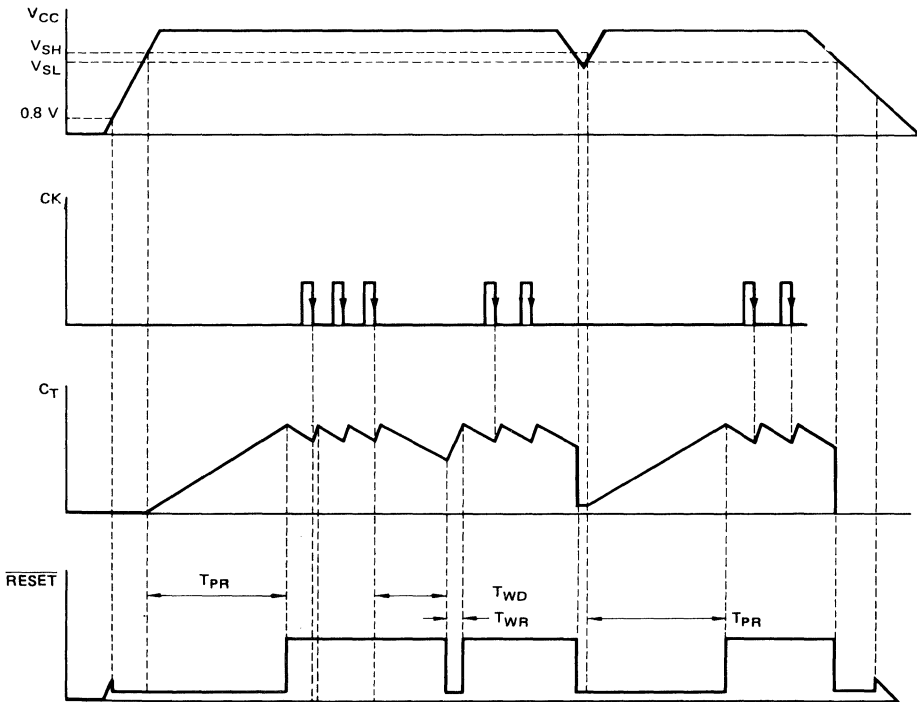 VCC
VSH
VSL
0.8 V
CK
CT
RESET
TPR
TWD
TWR
TPR